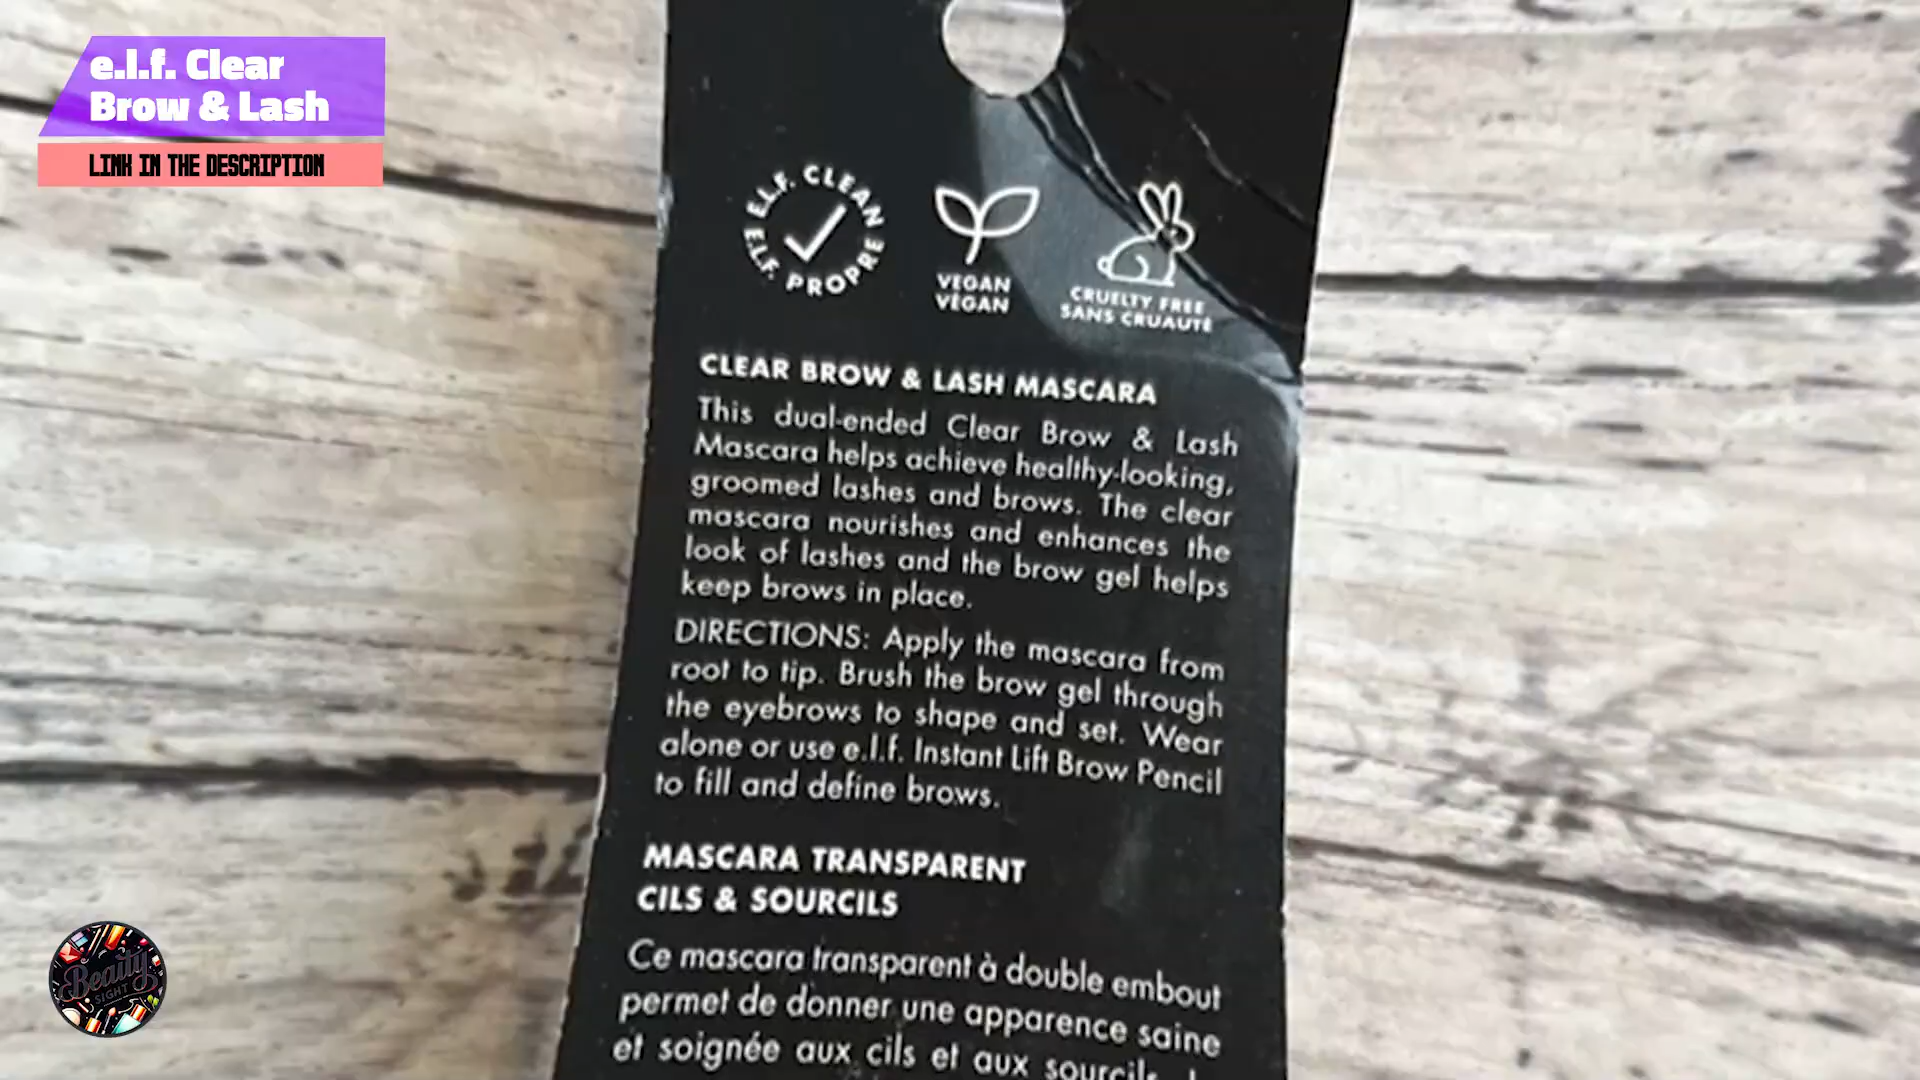 e.l.f. Clear
Brow & Lash
LINK IN THE DESCRIPTION
E.L.F. CLEAN
E.L.F. PROPRE
VEGAN
VÉGAN
CRUELTY FREE
SANS CRUAUTÉ
CLEAR BROW & LASH MASCARA
This dual-ended Clear Brow & Lash
Mascara helps achieve healthy-looking,
groomed lashes and brows. The clear
mascara nourishes and enhances the
look of lashes and the brow gel helps
keep brows in place.
DIRECTIONS: Apply the mascara from
root to tip. Brush the brow gel through
the eyebrows to shape and set. Wear
alone or use e.l.f. Instant Lift Brow Pencil
to fill and define brows.
MASCARA TRANSPARENT
CILS & SOURCILS
Ce mascara transparent à double embout
permet de donner une apparence saine
et soignée aux cils et aux sourcils.
Beauty
SIGHT